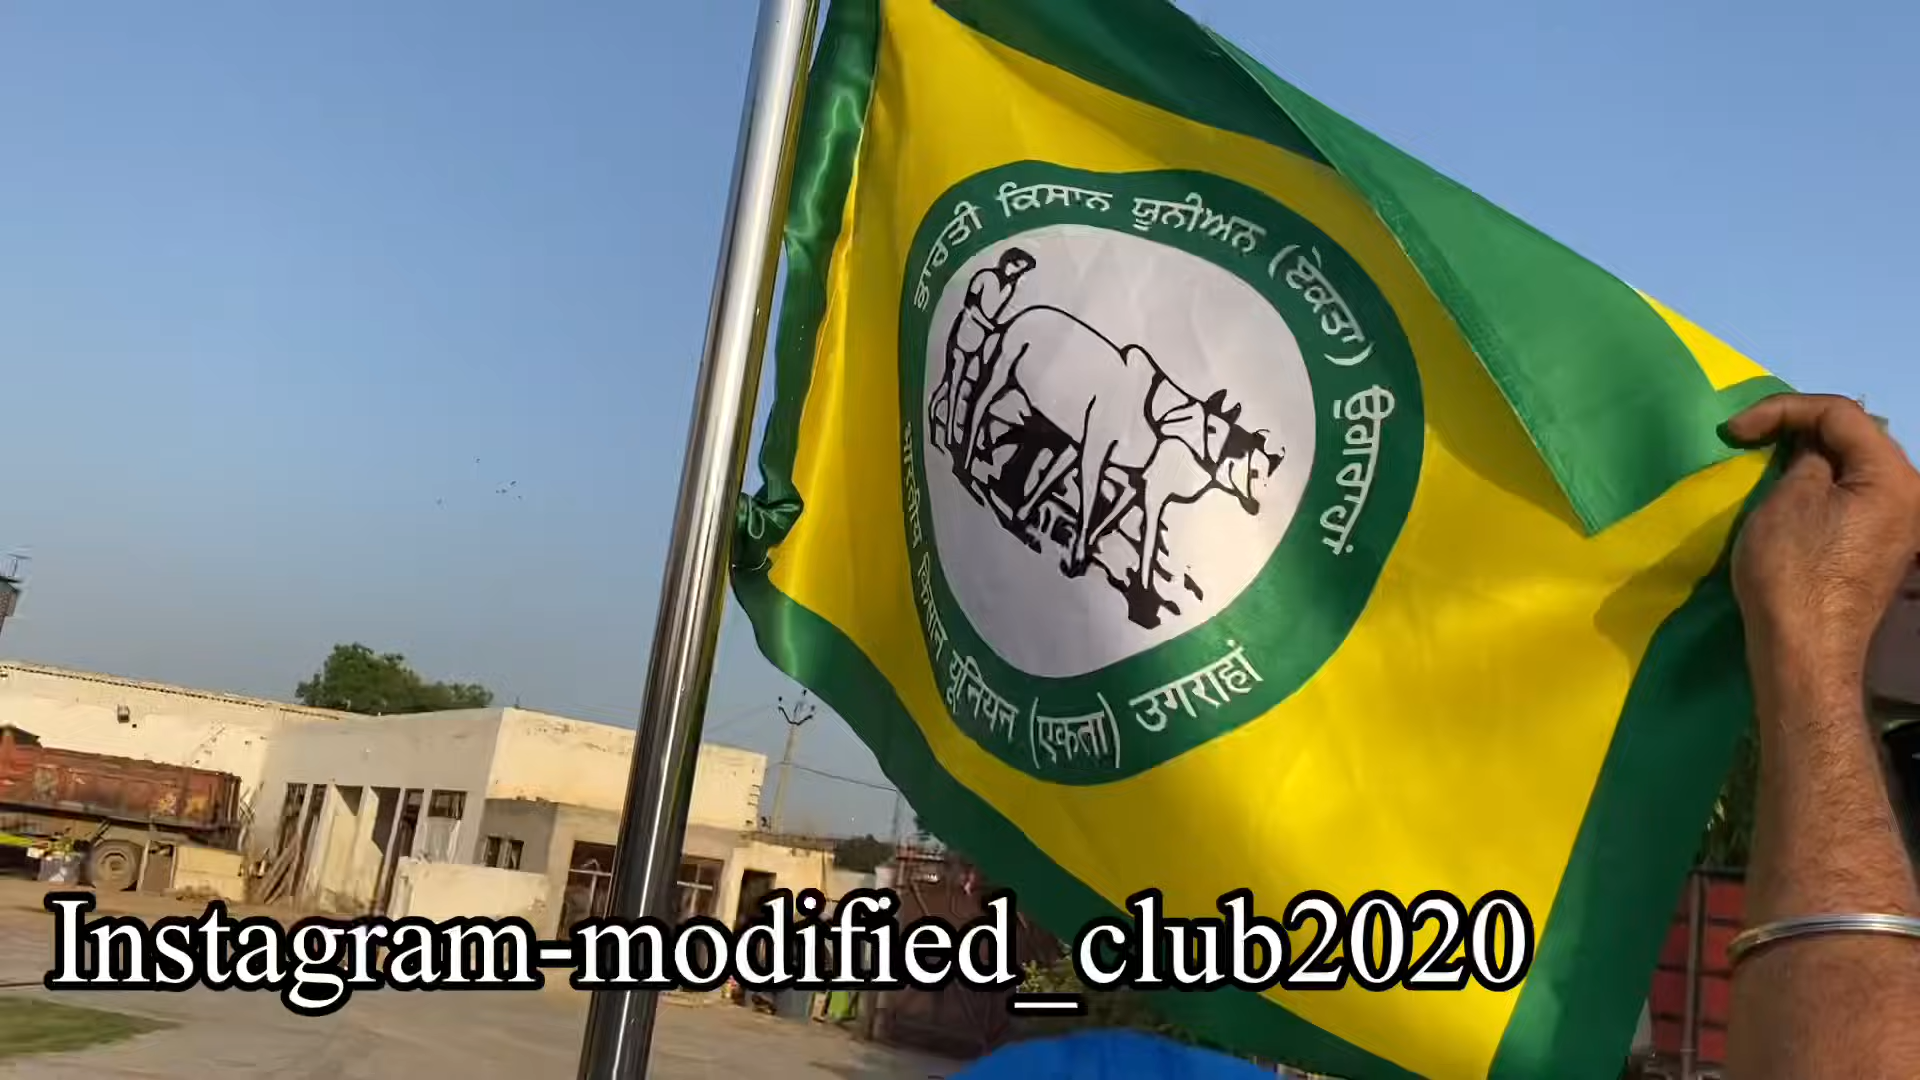 ਭਾਰਤੀ ਕਿਸਾਨ ਯੂਨੀਅਨ (ਏਕਤਾ) ਉਗਰਾਹਾਂ
भारतीय किसान यूनियन (एकता) उगराहां
Instagram-modified_club2020